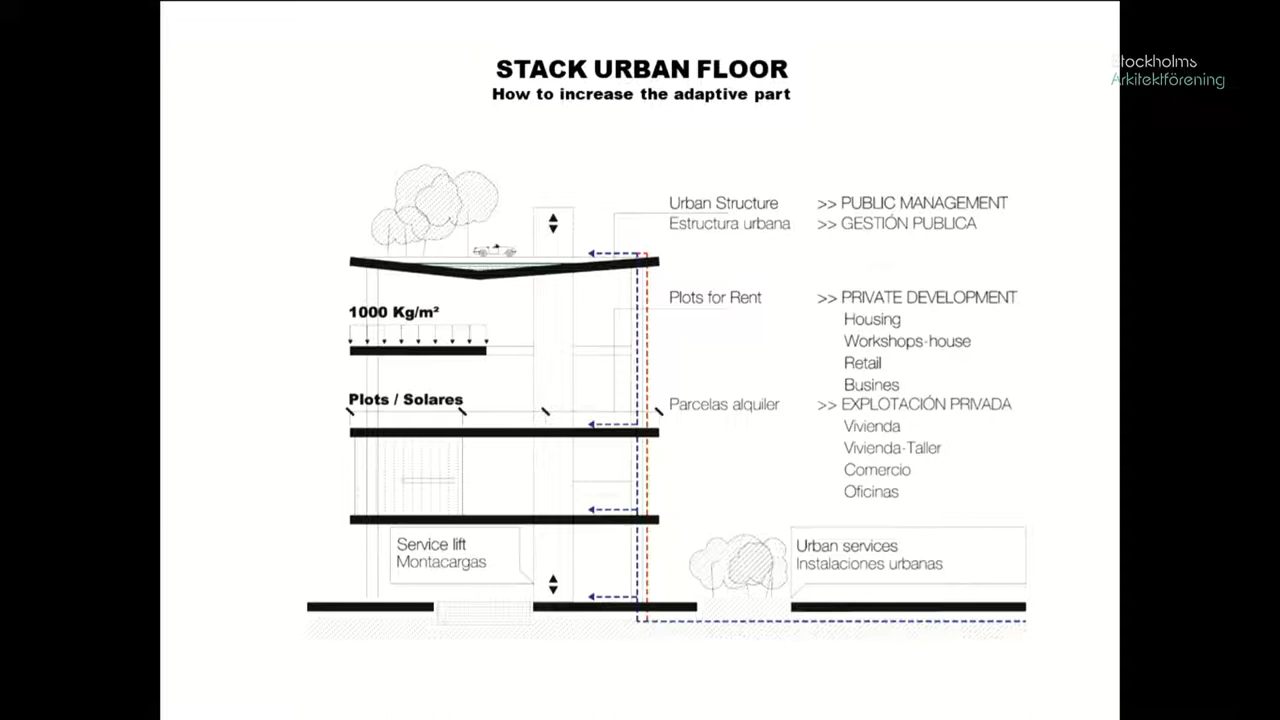 STACK URBAN FLOOR
How to increase the adaptive part
Stockholms
Arkitektförening
Urban Structure >> PUBLIC MANAGEMENT
Estructura urbana >> GESTIÓN PUBLICA
Plots for Rent >> PRIVATE DEVELOPMENT
Housing
Workshops-house
Retail
Busines
1000 Kg/m²
Plots / Solares
Parcelas alquiler >> EXPLOTACIÓN PRIVADA
Vivienda
Vivienda-Taller
Comercio
Oficinas
Service lift
Montacargas
Urban services
Instalaciones urbanas